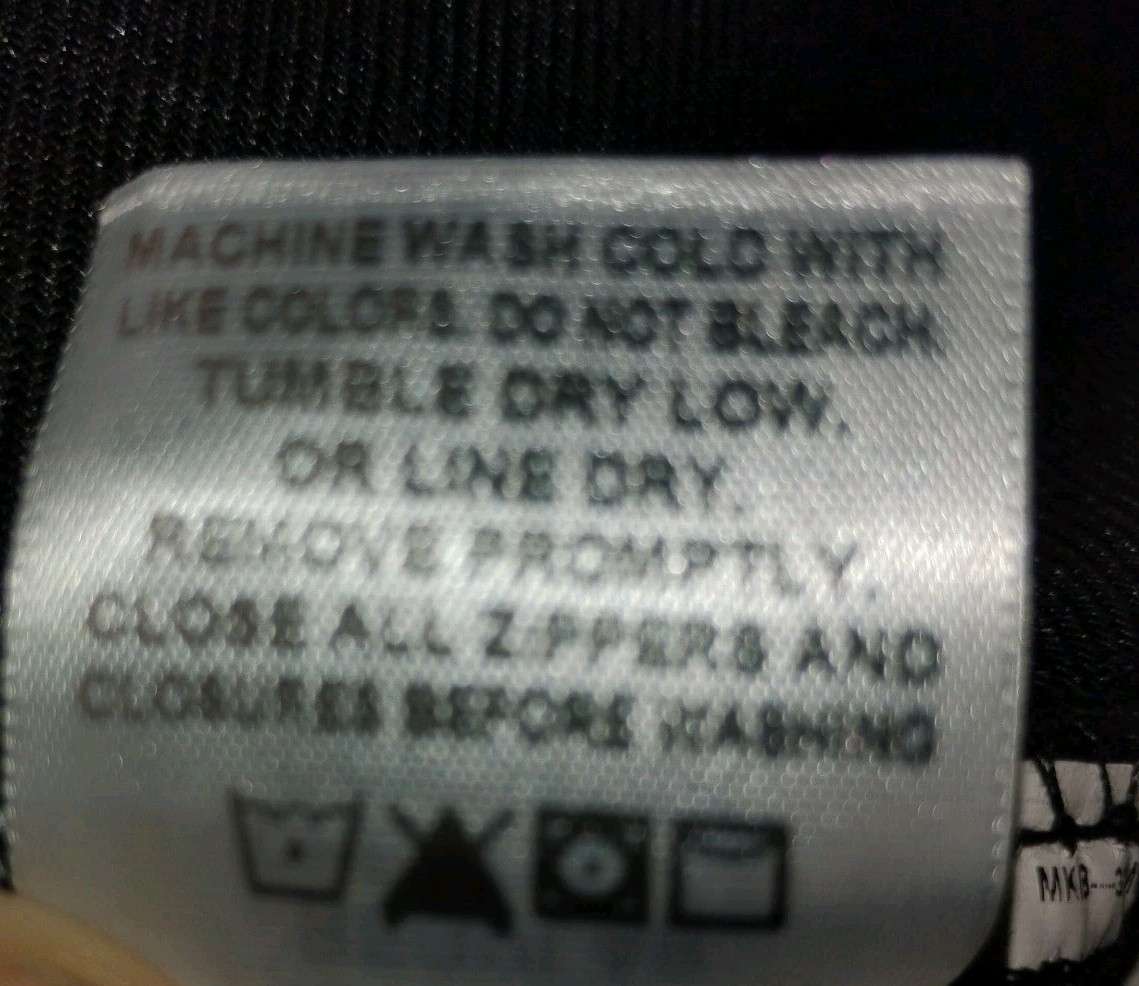 MACHINE WASH COLD WITH
LIKE COLORS. DO NOT BLEACH.
TUMBLE DRY LOW.
OR LINE DRY.
REMOVE PROMPTLY.
CLOSE ALL ZIPPERS AND
CLOSURES BEFORE WASHING
MKB